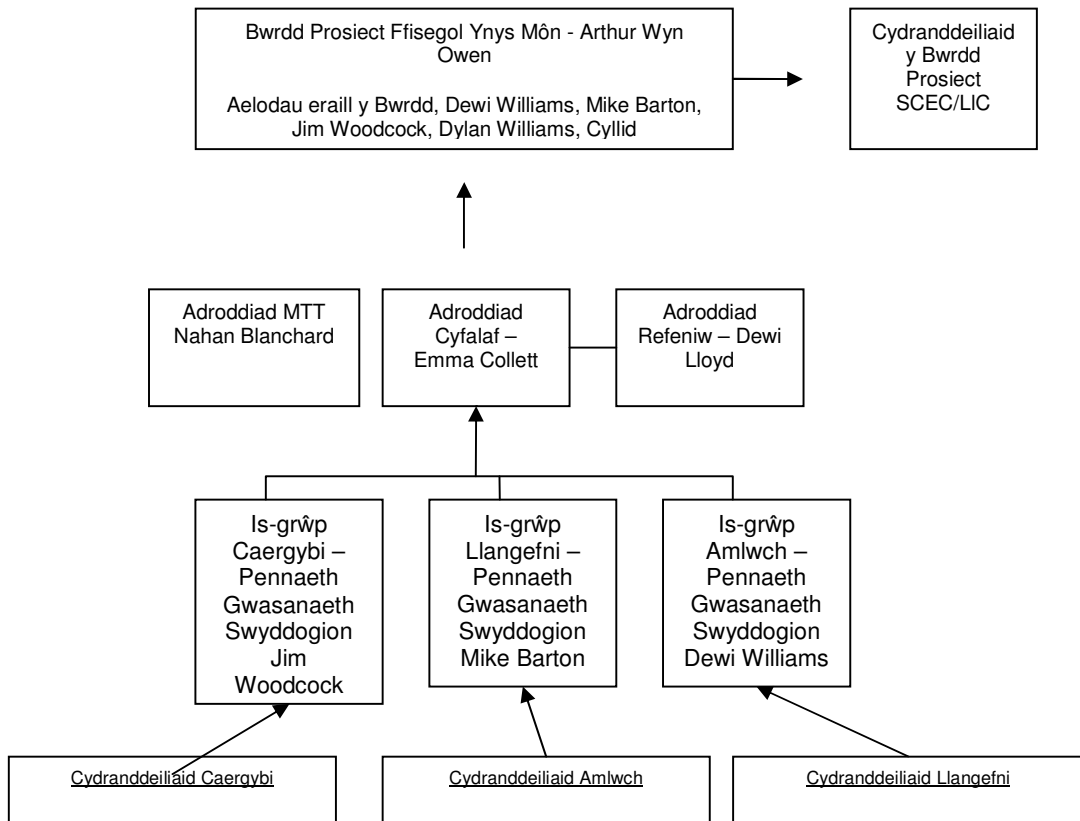 Bwrdd Prosiect Ffisegol Ynys Môn - Arthur Wyn
Owen
Aelodau eraill y Bwrdd, Dewi Williams, Mike Barton,
Jim Woodcock, Dylan Williams, Cyllid
Cydranddeiliaid
y Bwrdd
Prosiect
SCEC/LlC
Adroddiad MTT
Nahan Blanchard
Adroddiad
Cyfalaf –
Emma Collett
Adroddiad
Refeniw – Dewi
Lloyd
Is-grŵp
Caergybi –
Pennaeth
Gwasanaeth
Swyddogion
Jim
Woodcock
Is-grŵp
Llangefni –
Pennaeth
Gwasanaeth
Swyddogion
Mike Barton
Is-grŵp
Amlwch –
Pennaeth
Gwasanaeth
Swyddogion
Dewi Williams
Cydranddeiliaid Caergybi
Cydranddeiliaid Amlwch
Cydranddeiliaid Llangefni